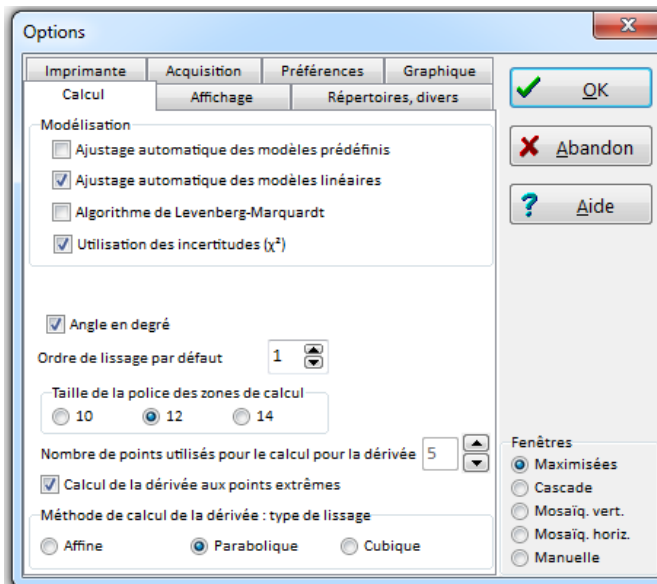 Options
Imprimante Acquisition Préférences Graphique
Calcul Affichage Répertoires, divers
Modélisation
Ajustage automatique des modèles prédéfinis
Ajustage automatique des modèles linéaires
Algorithme de Levenberg-Marquardt
Utilisation des incertitudes (χ²)
Angle en degré
Ordre de lissage par défaut 1
Taille de la police des zones de calcul
10 12 14
Nombre de points utilisés pour le calcul pour la dérivée 5
Calcul de la dérivée aux points extrêmes
Méthode de calcul de la dérivée : type de lissage
Affine Parabolique Cubique
OK
Abandon
? Aide
Fenêtres
Maximisées
Cascade
Mosaïq. vert.
Mosaïq. horiz.
Manuelle